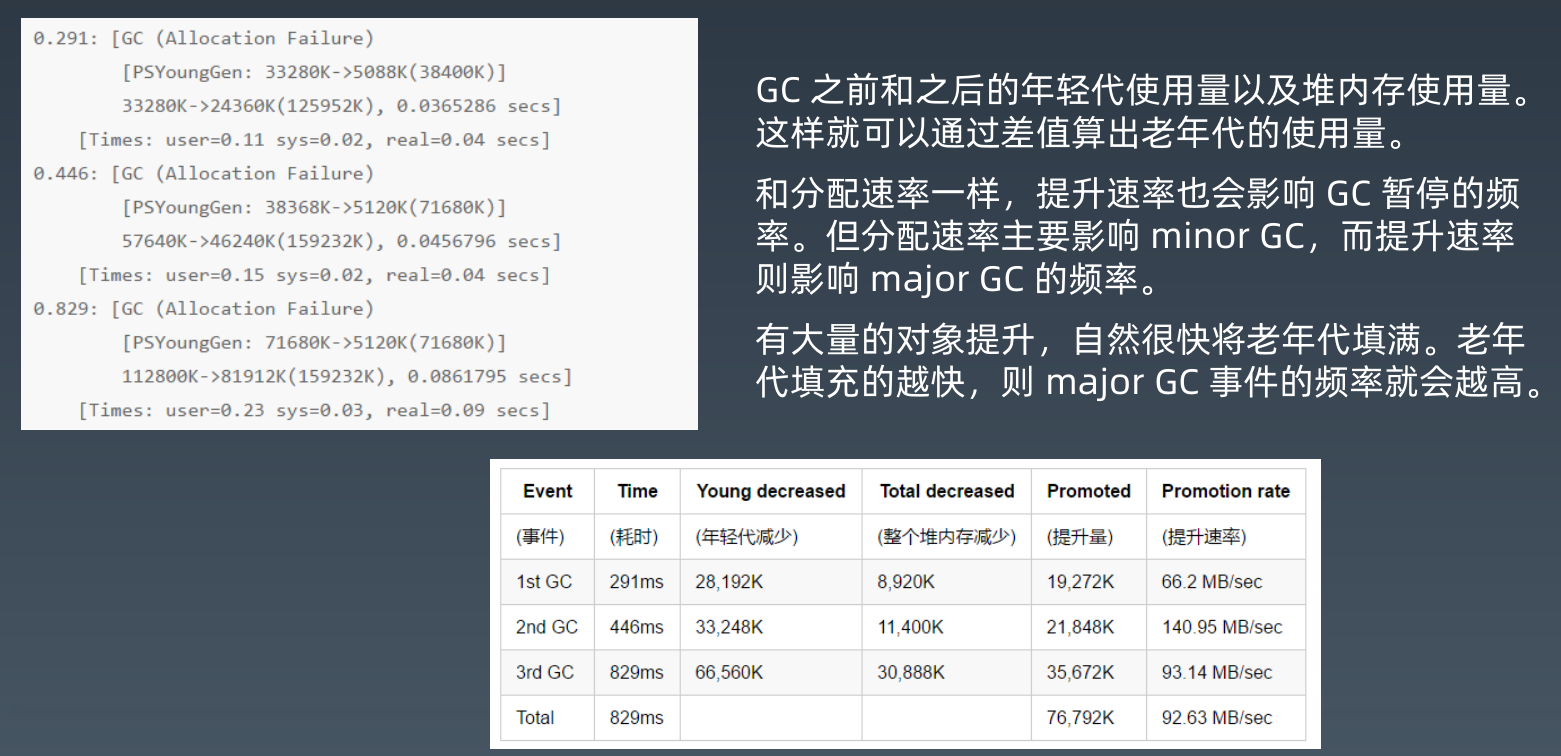 0.291: [GC (Allocation Failure)
[PSYoungGen: 33280K->5088K(38400K)]
33280K->24360K(125952K), 0.0365286 secs]
[Times: user=0.11 sys=0.02, real=0.04 secs]
0.446: [GC (Allocation Failure)
[PSYoungGen: 38368K->5120K(71680K)]
57640K->46240K(159232K), 0.0456796 secs]
[Times: user=0.15 sys=0.02, real=0.04 secs]
0.829: [GC (Allocation Failure)
[PSYoungGen: 71680K->5120K(71680K)]
112800K->81912K(159232K), 0.0861795 secs]
[Times: user=0.23 sys=0.03, real=0.09 secs]
GC 之前和之后的年轻代使用量以及堆内存使用量。
这样就可以通过差值算出老年代的使用量。
和分配速率一样，提升速率也会影响 GC 暂停的频
率。但分配速率主要影响 minor GC，而提升速率
则影响 major GC 的频率。
有大量的对象提升，自然很快将老年代填满。老年
代填充的越快，则 major GC 事件的频率就会越高。
Event Time Young decreased Total decreased Promoted Promotion rate
(事件) (耗时) (年轻代减少) (整个堆内存减少) (提升量) (提升速率)
1st GC 291ms 28,192K 8,920K 19,272K 66.2 MB/sec
2nd GC 446ms 33,248K 11,400K 21,848K 140.95 MB/sec
3rd GC 829ms 66,560K 30,888K 35,672K 93.14 MB/sec
Total 829ms 76,792K 92.63 MB/sec